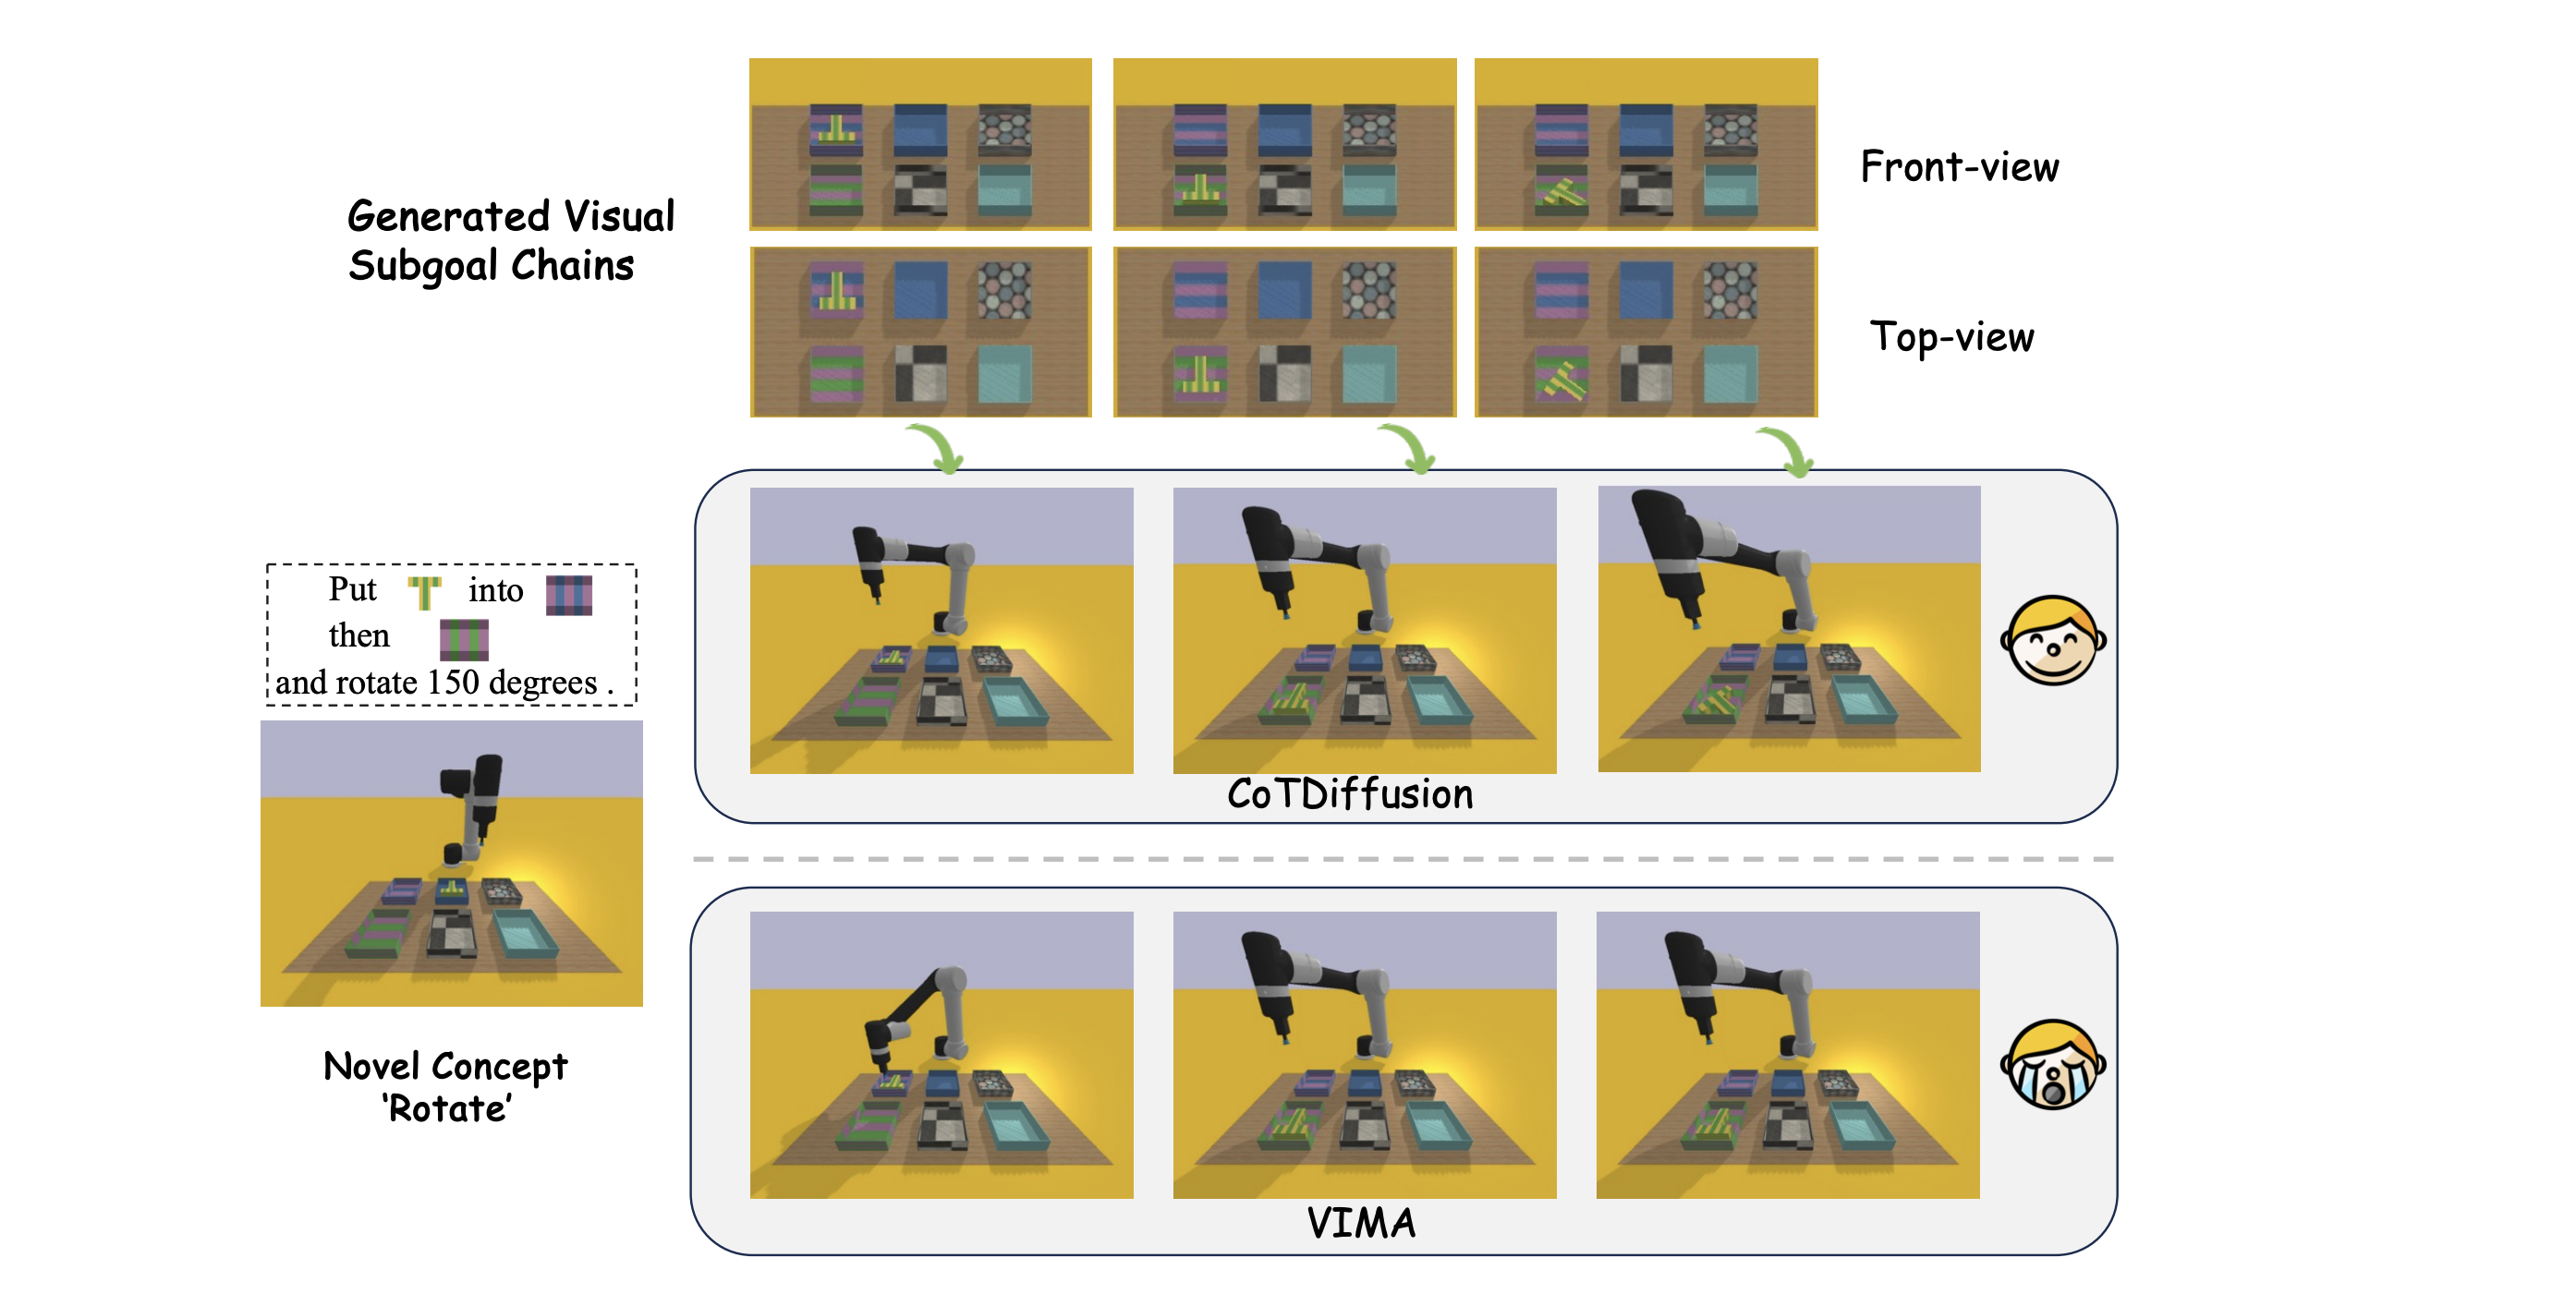 Generated Visual
Subgoal Chains
Front-view
Top-view
Put into
then
and rotate 150 degrees .
CoTDiffusion
Novel Concept
‘Rotate’
VIMA